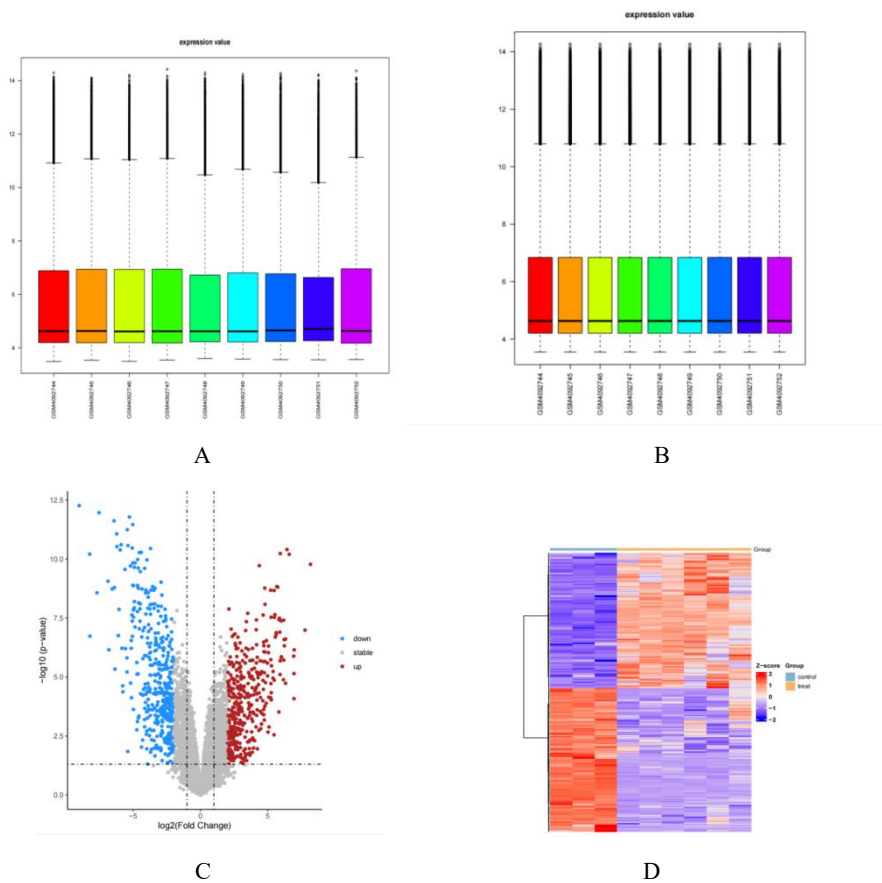 expression value
14
12
10
8
6
4
GSM4092744
GSM4092745
GSM4092746
GSM4092747
GSM4092748
GSM4092749
GSM4092750
GSM4092751
GSM4092752
A
expression value
14
12
10
8
6
4
GSM4092744
GSM4092745
GSM4092746
GSM4092747
GSM4092748
GSM4092749
GSM4092750
GSM4092751
GSM4092752
B
12.5
10.0
7.5
5.0
2.5
0.0
−log10 (p−value)
−5
0
5
log2(Fold Change)
down
stable
up
C
Group
Z−score
2
1
0
−1
−2
Group
control
treat
D